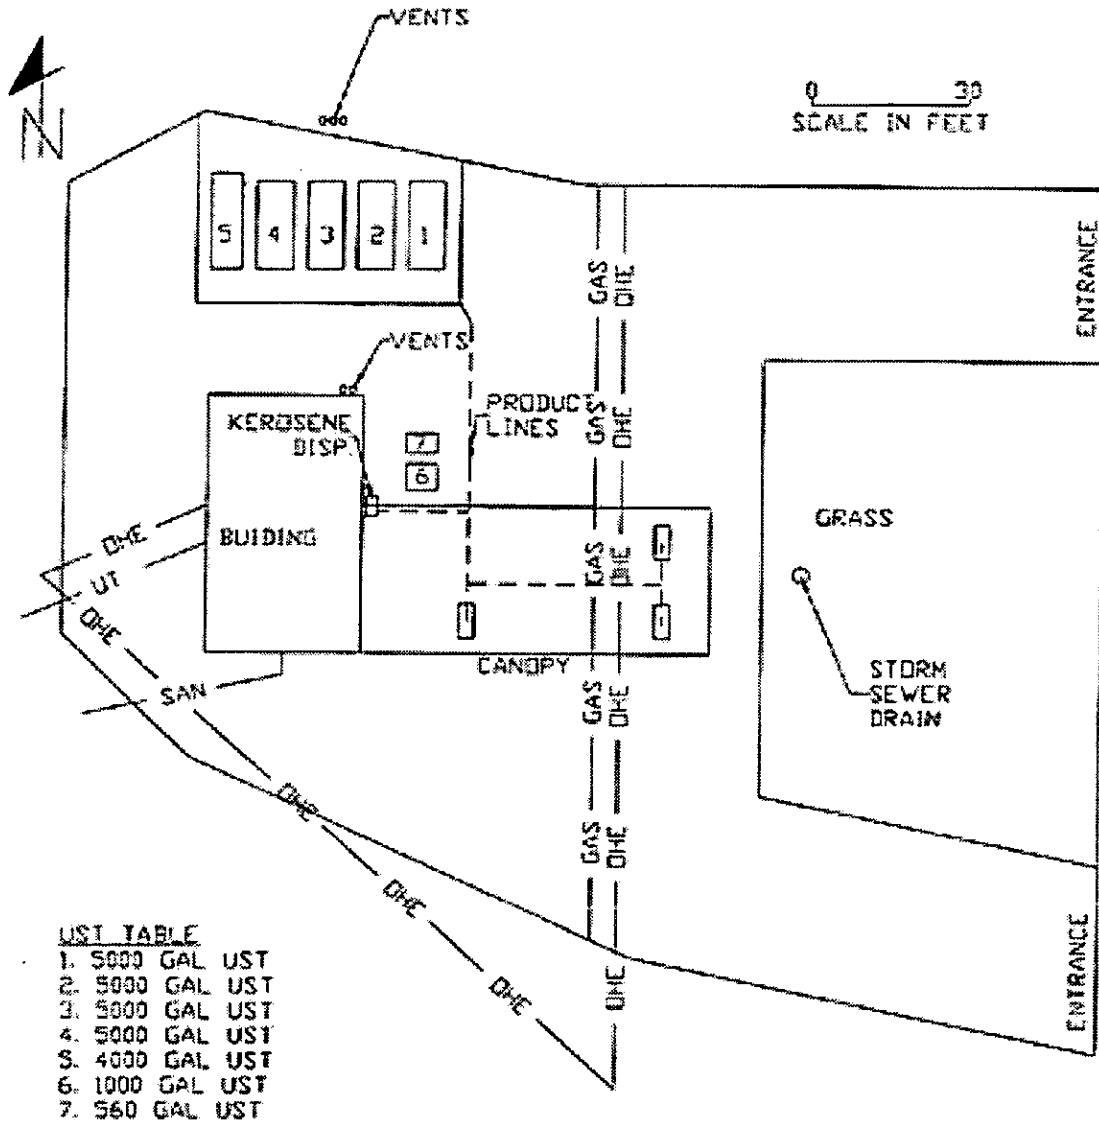 VENTS
N
0 30
SCALE IN FEET
5 4 3 2 1
GAS
OHE
ENTRANCE
VENTS
PRODUCT
LINES
GAS
OHE
KEROSENE
DISP.
7
6
GRASS
OHE
BUIDING
GAS
OHE
UT
OHE
CANOPY
STORM
SEWER
DRAIN
SAN
GAS
OHE
OHE
GAS
OHE
OHE
ENTRANCE
OHE
OHE
UST TABLE
1. 5000 GAL UST
2. 5000 GAL UST
3. 5000 GAL UST
4. 5000 GAL UST
5. 4000 GAL UST
6. 1000 GAL UST
7. 560 GAL UST